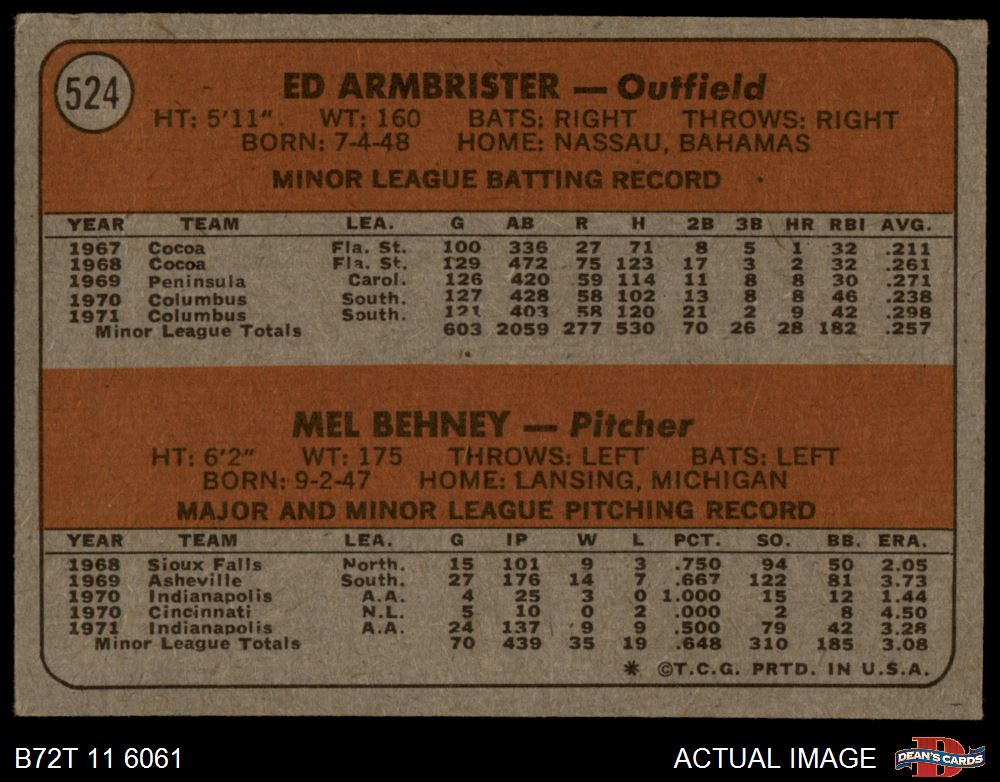 524
ED ARMBRISTER — Outfield
HT: 5'11" WT: 160 BATS: RIGHT THROWS: RIGHT
BORN: 7-4-48 HOME: NASSAU, BAHAMAS
MINOR LEAGUE BATTING RECORD
YEAR TEAM LEA. G AB R H 2B 3B HR RBI AVG.
1967 Cocoa Fla. St. 100 336 27 71 8 5 1 32 .211
1968 Cocoa Fla. St. 129 472 75 123 17 3 2 32 .261
1969 Peninsula Carol. 126 420 59 114 11 8 8 30 .271
1970 Columbus South. 127 428 58 102 13 8 8 46 .238
1971 Columbus South. 121 403 58 120 21 2 9 42 .298
Minor League Totals 603 2059 277 530 70 26 28 182 .257
MEL BEHNEY — Pitcher
HT: 6'2" WT: 175 THROWS: LEFT BATS: LEFT
BORN: 9-2-47 HOME: LANSING, MICHIGAN
MAJOR AND MINOR LEAGUE PITCHING RECORD
YEAR TEAM LEA. G IP W L PCT. SO. BB. ERA.
1968 Sioux Falls North. 15 101 9 3 .750 94 50 2.05
1969 Asheville South. 27 176 14 7 .667 122 81 3.73
1970 Indianapolis A.A. 4 25 3 0 1.000 15 12 1.44
1970 Cincinnati N.L. 5 10 0 2 .000 2 8 4.50
1971 Indianapolis A.A. 24 137 9 9 .500 79 42 3.28
Minor League Totals 70 439 35 19 .648 310 185 3.08
* ©T.C.G. PRTD. IN U.S.A.
B72T 11 6061 ACTUAL IMAGE D DEAN'S CARDS